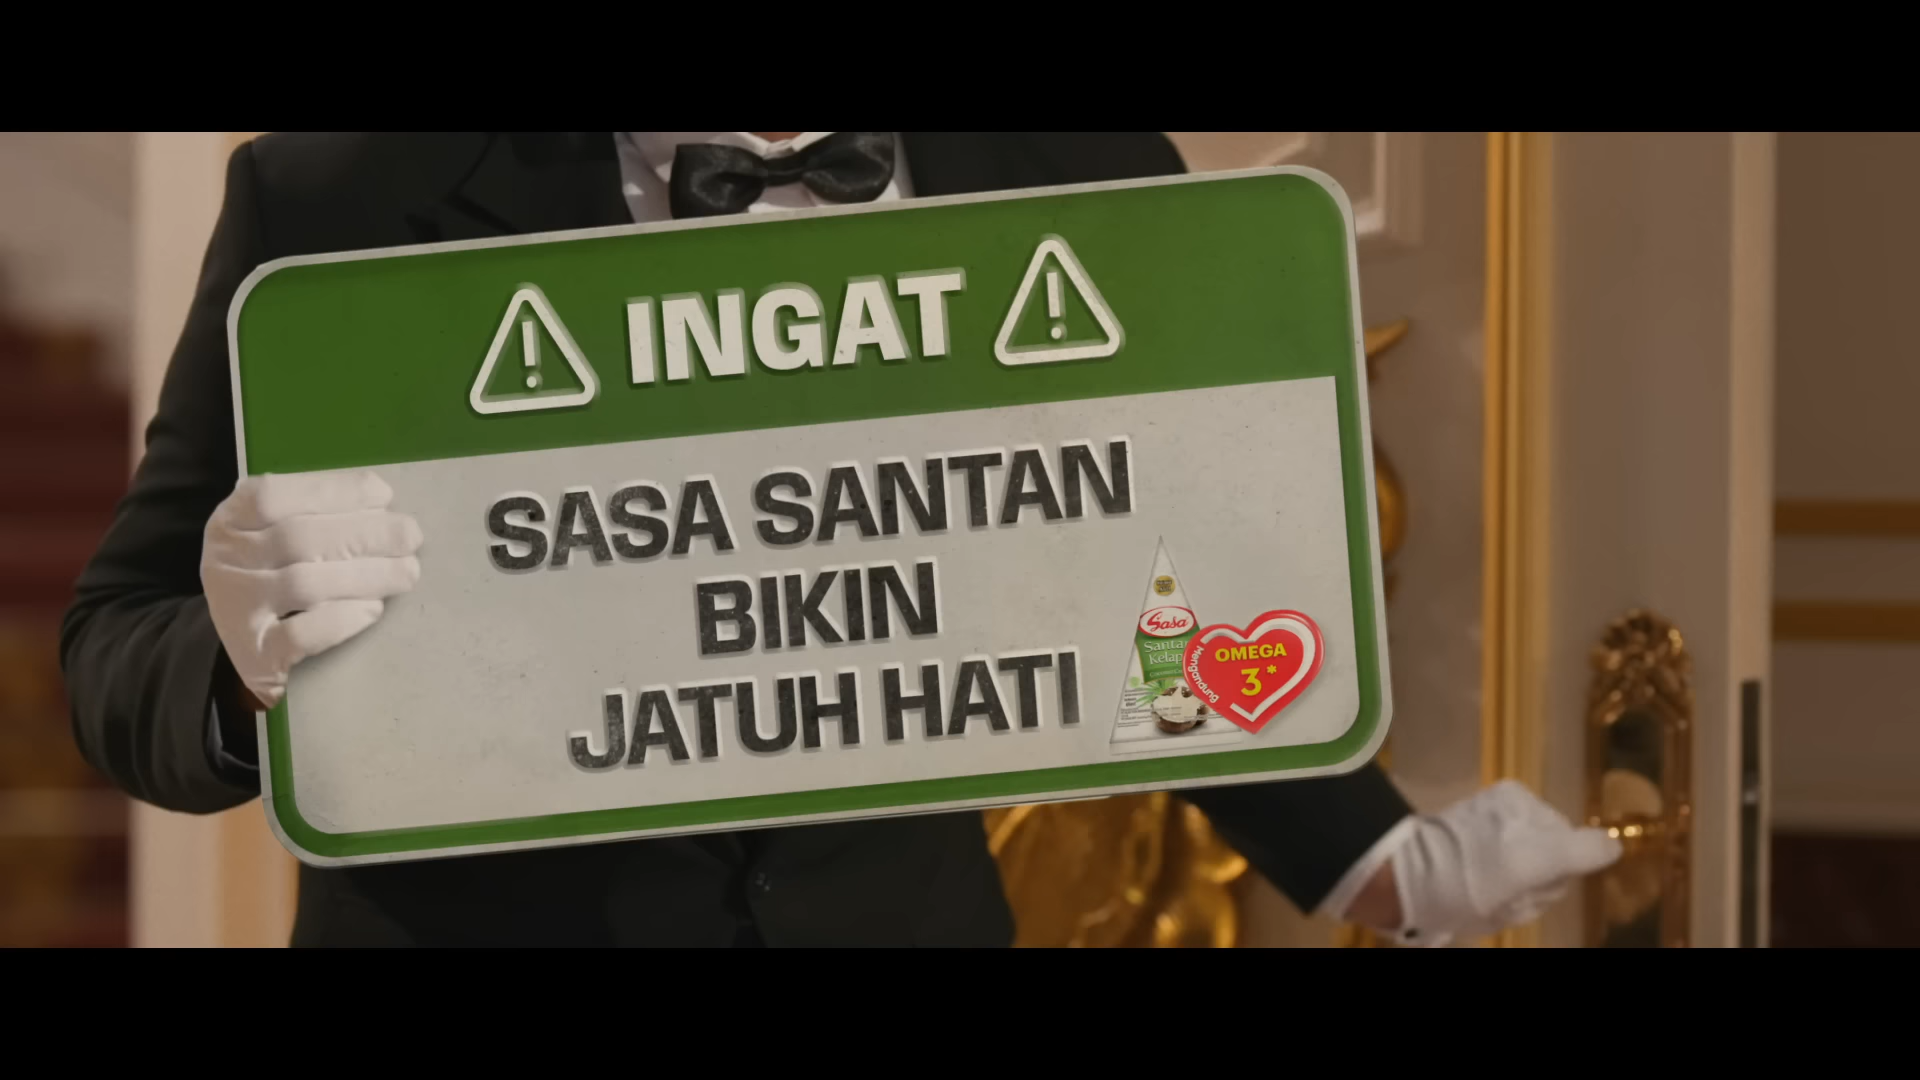 INGAT
SASA SANTAN
BIKIN
JATUH HATI
Sasa
Santan
Kelapa
Mengandung
OMEGA
3*